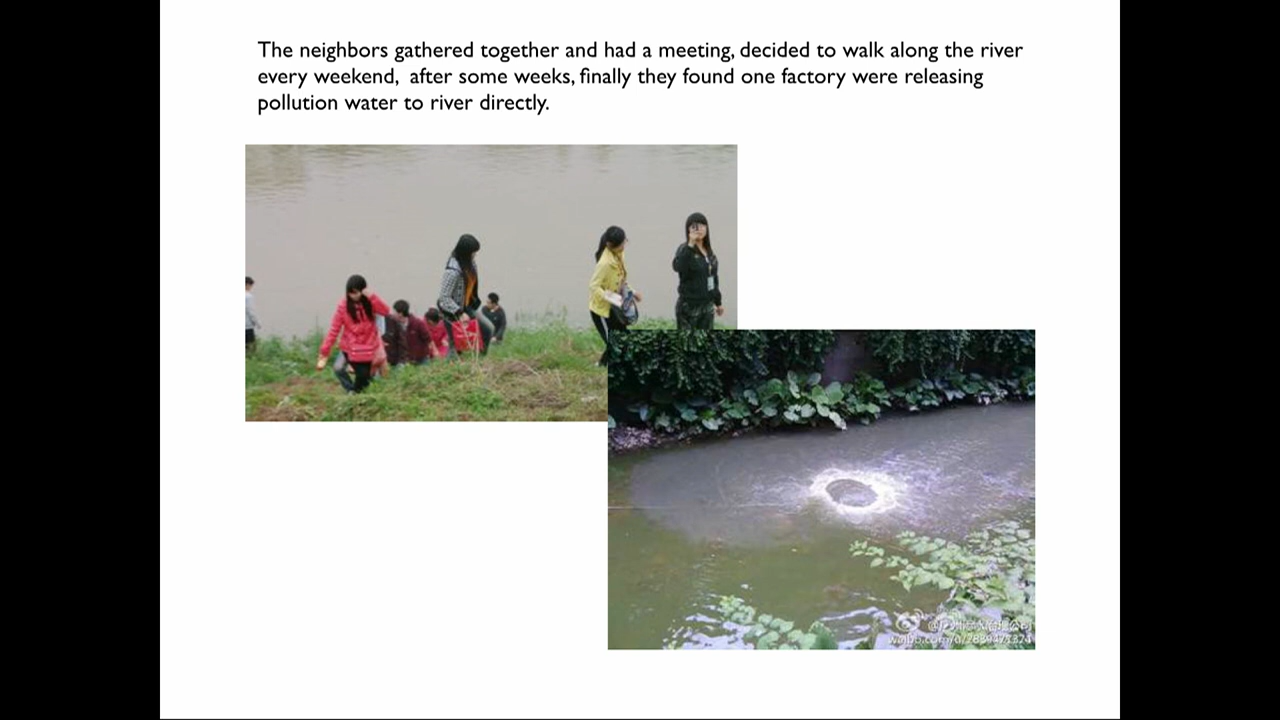 The neighbors gathered together and had a meeting, decided to walk along the river
every weekend,  after some weeks, finally they found one factory were releasing
pollution water to river directly.